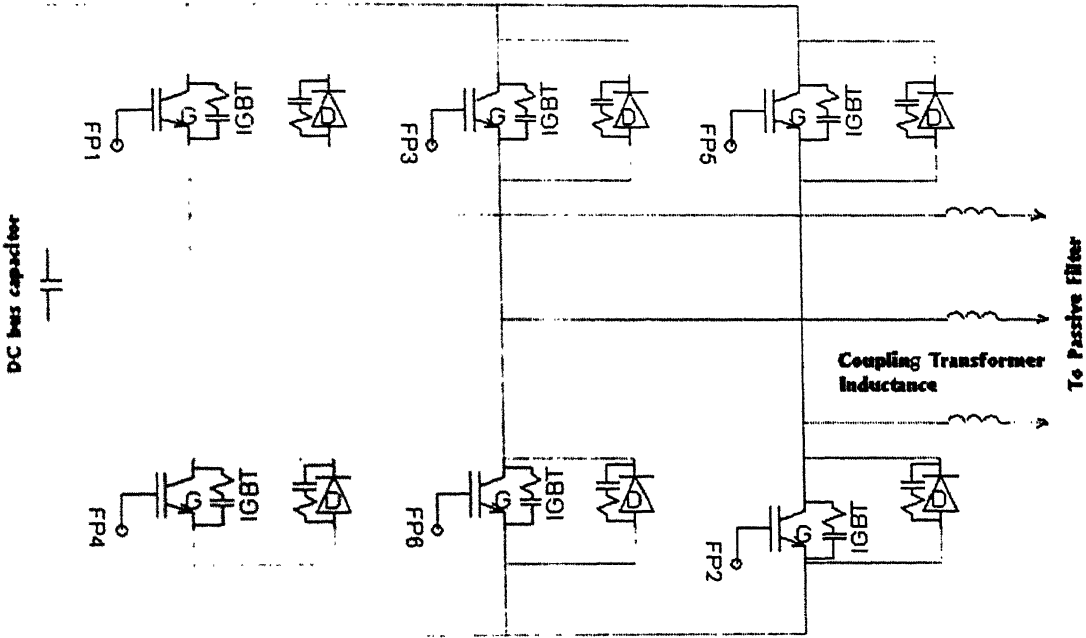 IGBT
D
G
FP1
IGBT
D
G
FP3
IGBT
D
G
FP5
DC bus capacitor
To Passive Filter
Coupling Transformer
Inductance
IGBT
D
G
FP4
IGBT
D
G
FP6
IGBT
D
G
FP2